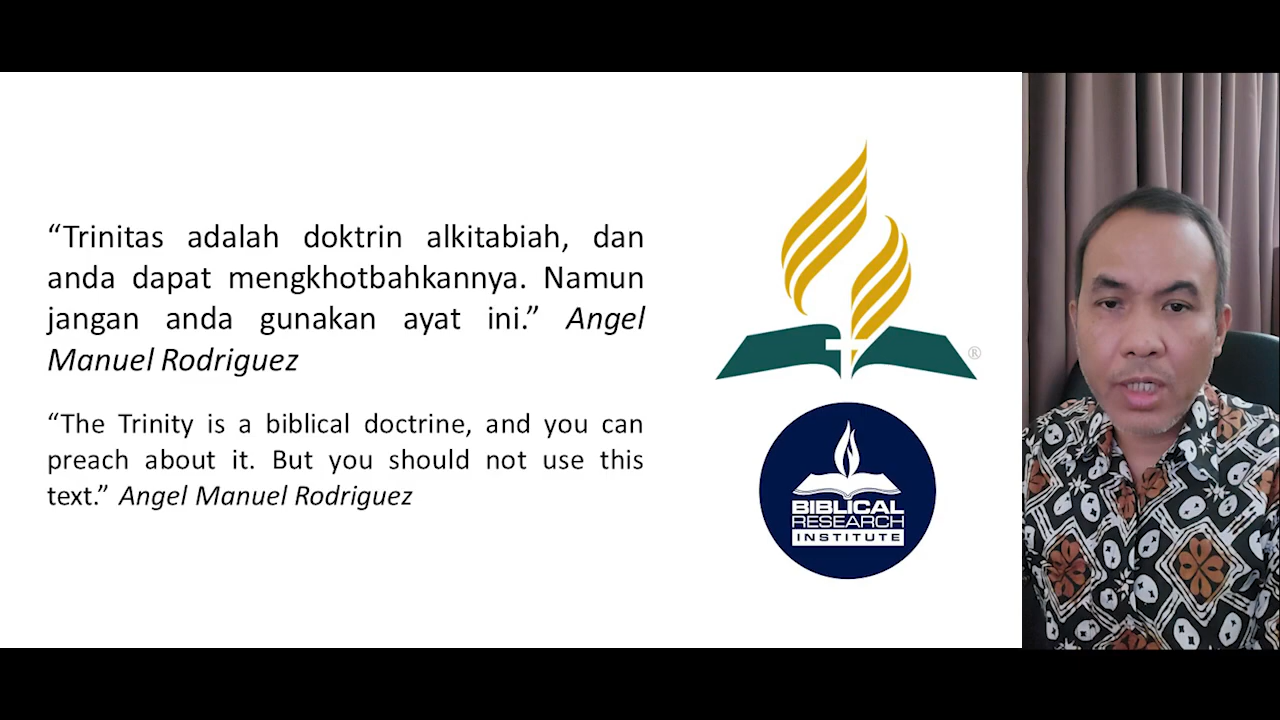 “Trinitas adalah doktrin alkitabiah, dan
anda dapat mengkhotbahkannya. Namun
jangan anda gunakan ayat ini.” Angel
Manuel Rodriguez
“The Trinity is a biblical doctrine, and you can
preach about it. But you should not use this
text.” Angel Manuel Rodriguez
®
BIBLICAL
RESEARCH
INSTITUTE